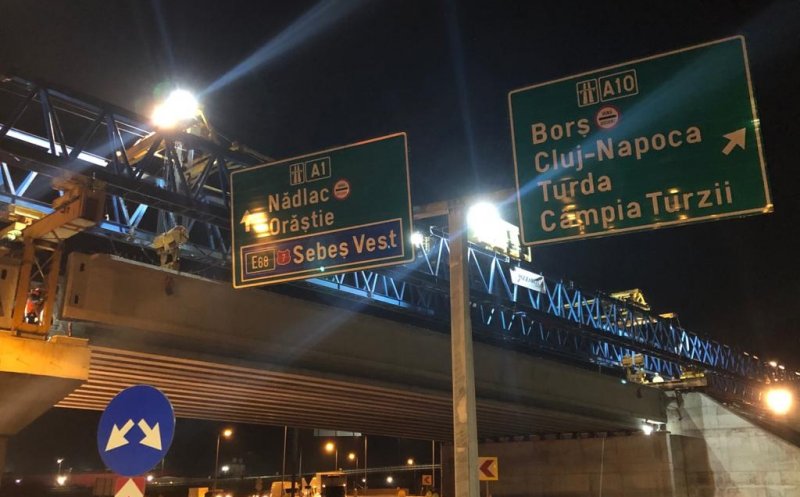 A1
Nădlac
Orăștie
E68 7 Sebeș Vest
A10
Borș
Cluj-Napoca
Turda
Câmpia Turzii